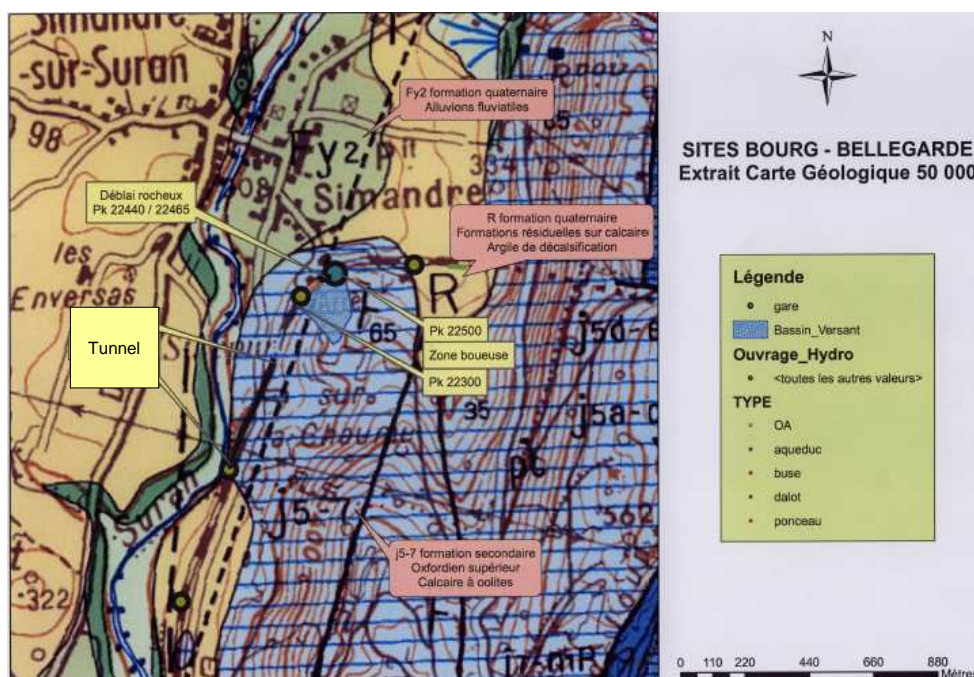 Simandre
-sur-Suran
98
Fy2 formation quaternaire
Alluvions fluviatiles
Fy2
Simandre
Déblai rocheux
Pk 22440 / 22465
R formation quaternaire
Formations résiduelles sur calcaire
Argile de décalsification
les
Enversas
R
65
Pk 22500
Zone boueuse
Pk 22300
Tunnel
35
j5a-
pt
sur
Suran
j5-7
562
j5-7 formation secondaire
Oxfordien supérieur
Calcaire à oolites
322
N
SITES BOURG - BELLEGARDE
Extrait Carte Géologique 50 000
Légende
gare
Bassin_Versant
Ouvrage_Hydro
<toutes les autres valeurs>
TYPE
OA
aqueduc
buse
dalot
ponceau
0 110 220 440 660 880
Mètres